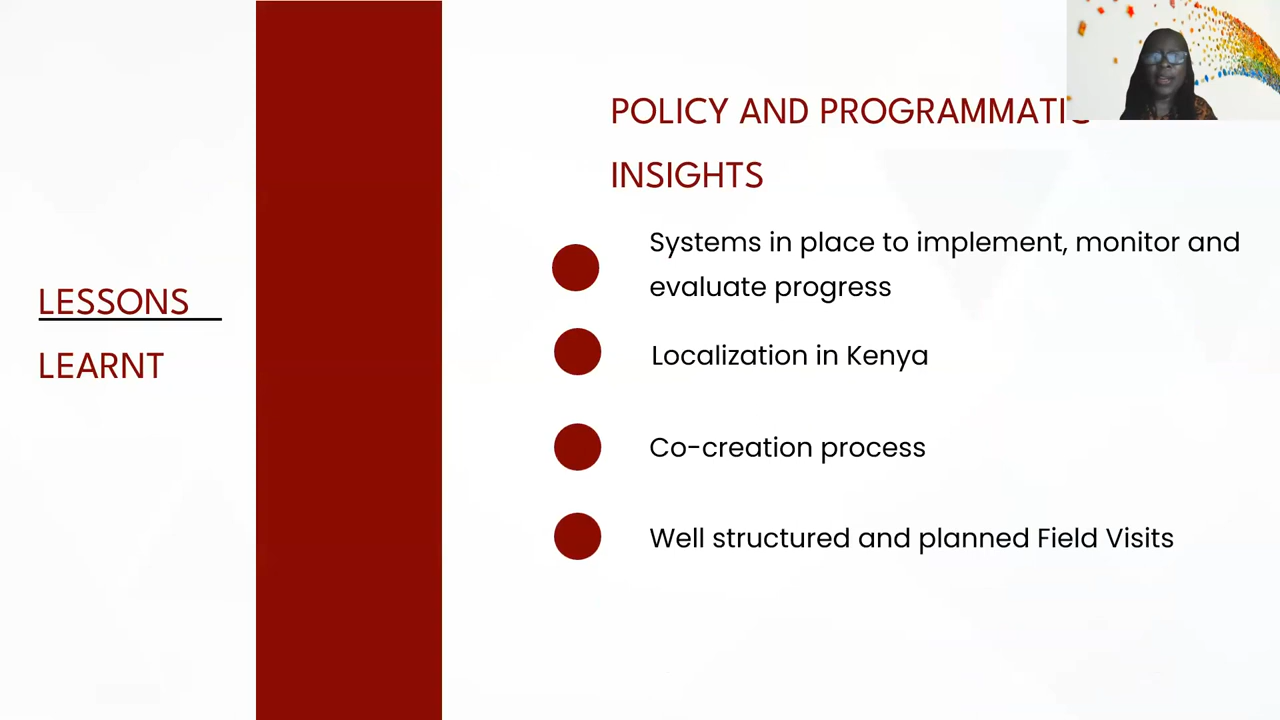 LESSONS
LEARNT
POLICY AND PROGRAMMATIC
INSIGHTS
Systems in place to implement, monitor and
evaluate progress
Localization in Kenya
Co-creation process
Well structured and planned Field Visits